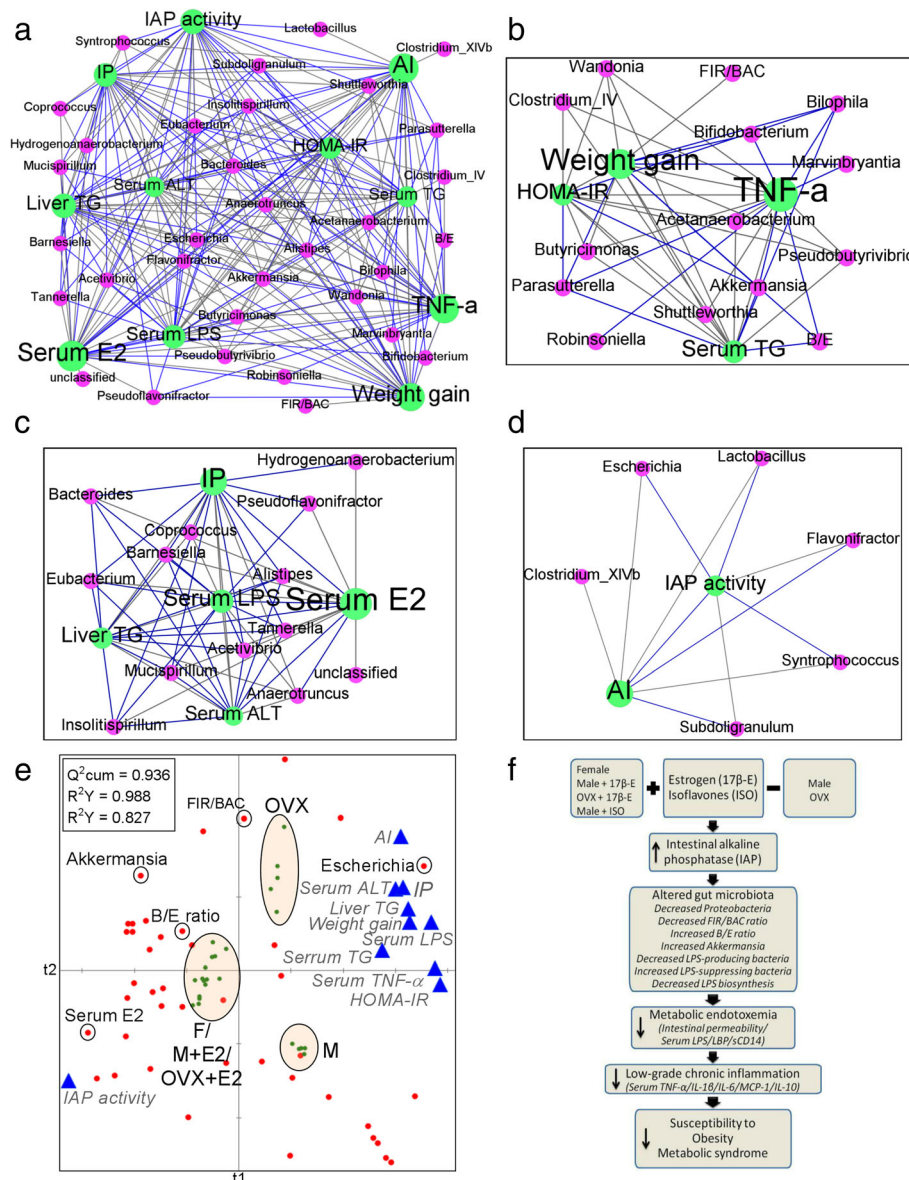 a
IAP activity
Lactobacillus
Syntrophococcus
Clostridium_XIVb
Subdoligranulum
AI
IP
Shuttleworthia
Coprococcus
Insolitispirillum
Eubacterium
Parasutterella
Hydrogenoanaerobacterium
HOMA-IR
Mucispirillum
Bacteroides
Clostridium_IV
Serum ALT
Serum TG
Liver TG
Anaerotruncus
Acetanaerobacterium
Barnesiella
Escherichia
B/E
Alistipes
Flavonifractor
Bilophila
Acetivibrio
Akkermansia
Tannerella
Wandonia
TNF-a
Butyricimonas
Serum LPS
Marvinbryantia
Serum E2
Pseudobutyrivibrio
Bifidobacterium
unclassified
Robinsoniella
Pseudoflavonifractor
Weight gain
FIR/BAC
b
Wandonia
FIR/BAC
Clostridium_IV
Bilophila
Bifidobacterium
Weight gain
Marvinbryantia
HOMA-IR
TNF-a
Acetanaerobacterium
Butyricimonas
Pseudobutyrivibrio
Parasutterella
Akkermansia
Shuttleworthia
Robinsoniella
Serum TG
B/E
c
Hydrogenoanaerobacterium
IP
Bacteroides
Pseudoflavonifractor
Coprococcus
Barnesiella
Eubacterium
Alistipes
Serum LPS
Serum E2
Liver TG
Tannerella
Acetivibrio
Mucispirillum
unclassified
Anaerotruncus
Insolitispirillum
Serum ALT
d
Escherichia
Lactobacillus
Flavonifractor
Clostridium_XIVb
IAP activity
Syntrophococcus
AI
Subdoligranulum
e
Q²cum = 0.936
R²Y = 0.988
R²Y = 0.827
FIR/BAC
OVX
AI
Akkermansia
Escherichia
Serum ALT
IP
Liver TG
B/E ratio
Weight gain
Serum LPS
Serrum TG
t2
Serum TNF-α
HOMA-IR
Serum E2
F/
M+E2/
OVX+E2
M
IAP activity
t1
f
Female
Male + 17β-E
OVX + 17β-E
Male + ISO
+
Estrogen (17β-E)
Isoflavones (ISO)
−
Male
OVX
↑ Intestinal alkaline
phosphatase (IAP)
Altered gut microbiota
Decreased Proteobacteria
Decreased FIR/BAC ratio
Increased B/E ratio
Increased Akkermansia
Decreased LPS-producing bacteria
Increased LPS-suppressing bacteria
Decreased LPS biosynthesis
↓ Metabolic endotoxemia
(Intestinal permeability/
Serum LPS/LBP/sCD14)
↓ Low-grade chronic inflammation
(Serum TNF-α/IL-1β/IL-6/MCP-1/IL-10)
↓ Susceptibility to
Obesity
Metabolic syndrome